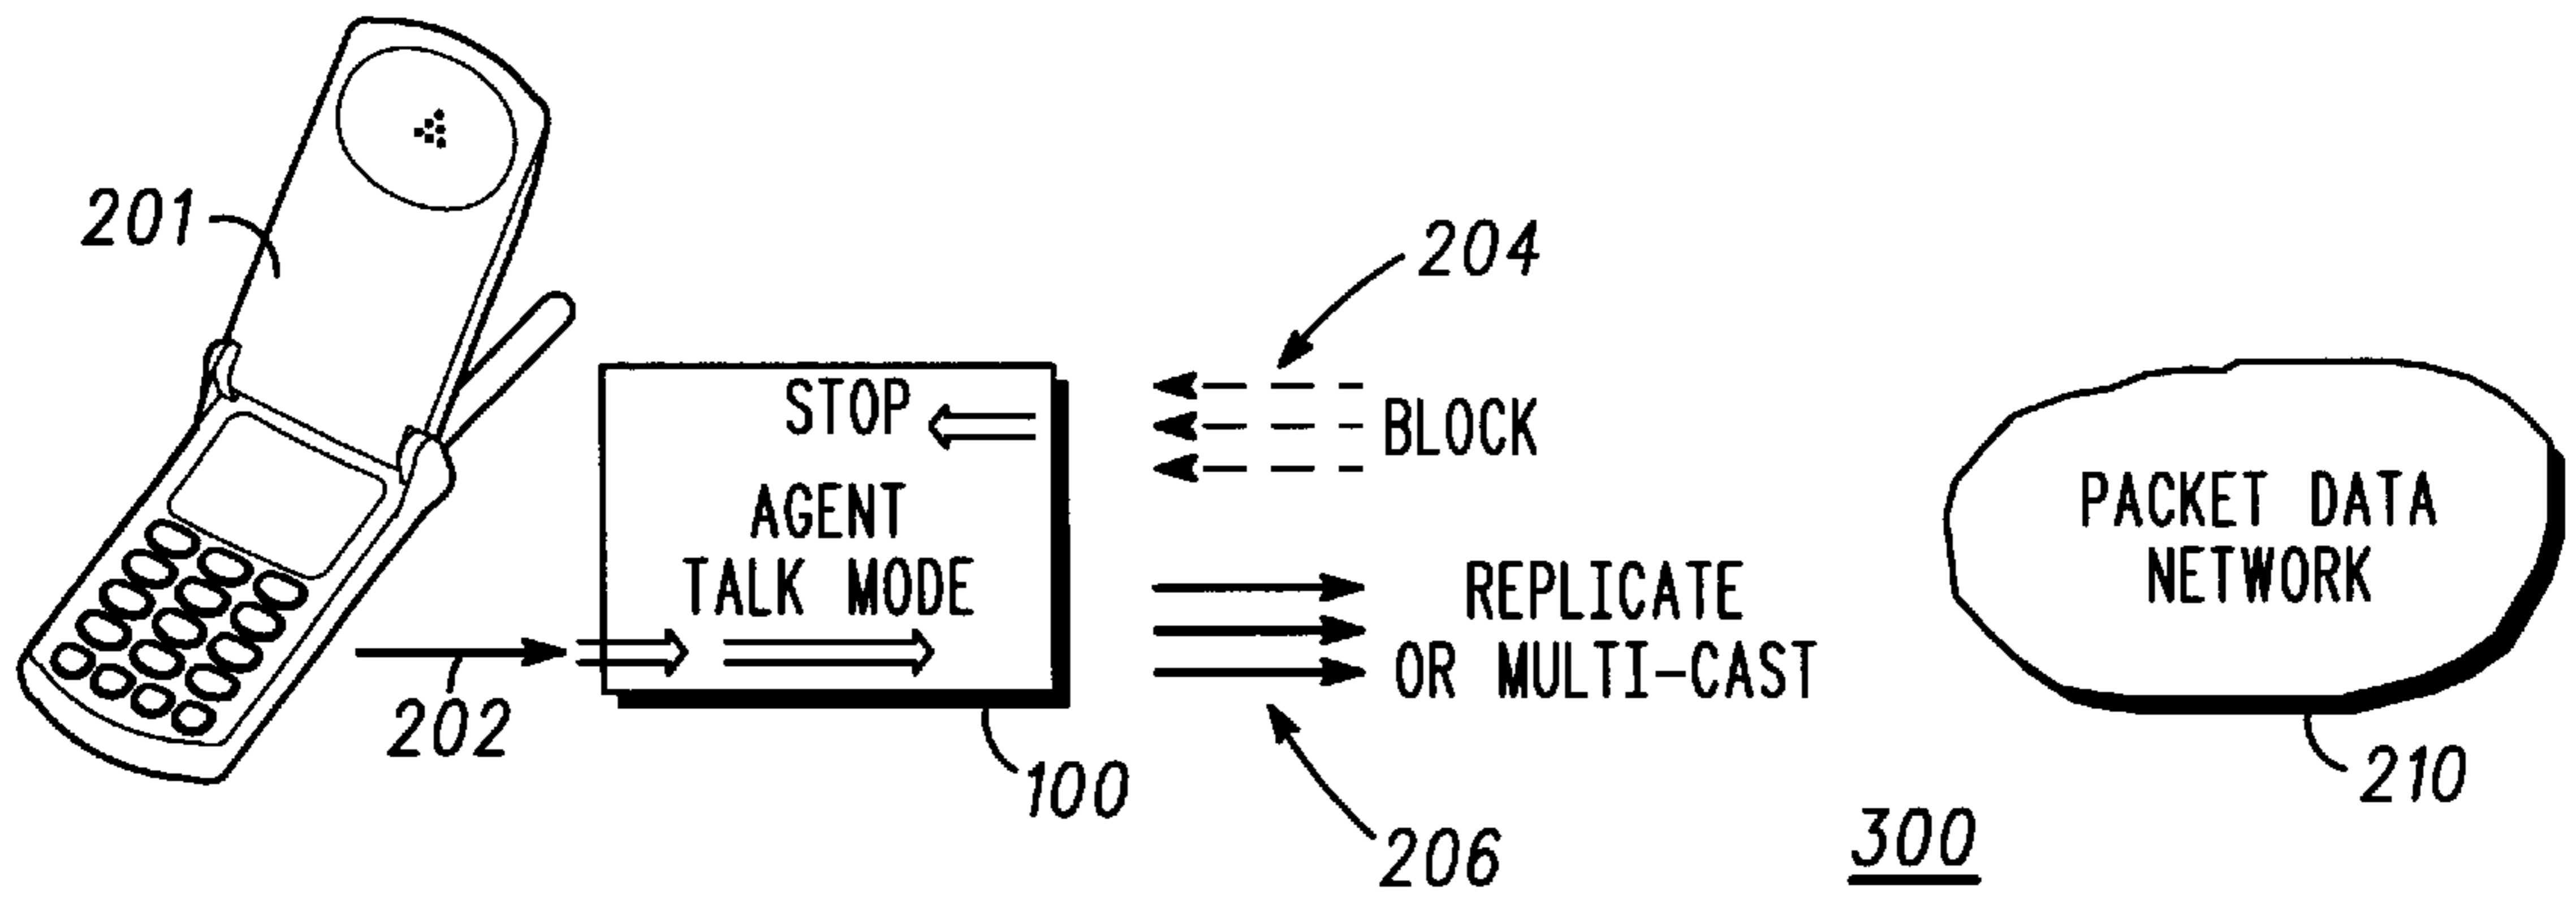 201
204
STOP
BLOCK
AGENT
TALK MODE
PACKET DATA
NETWORK
REPLICATE
OR MULTI-CAST
202
100
206
210
300